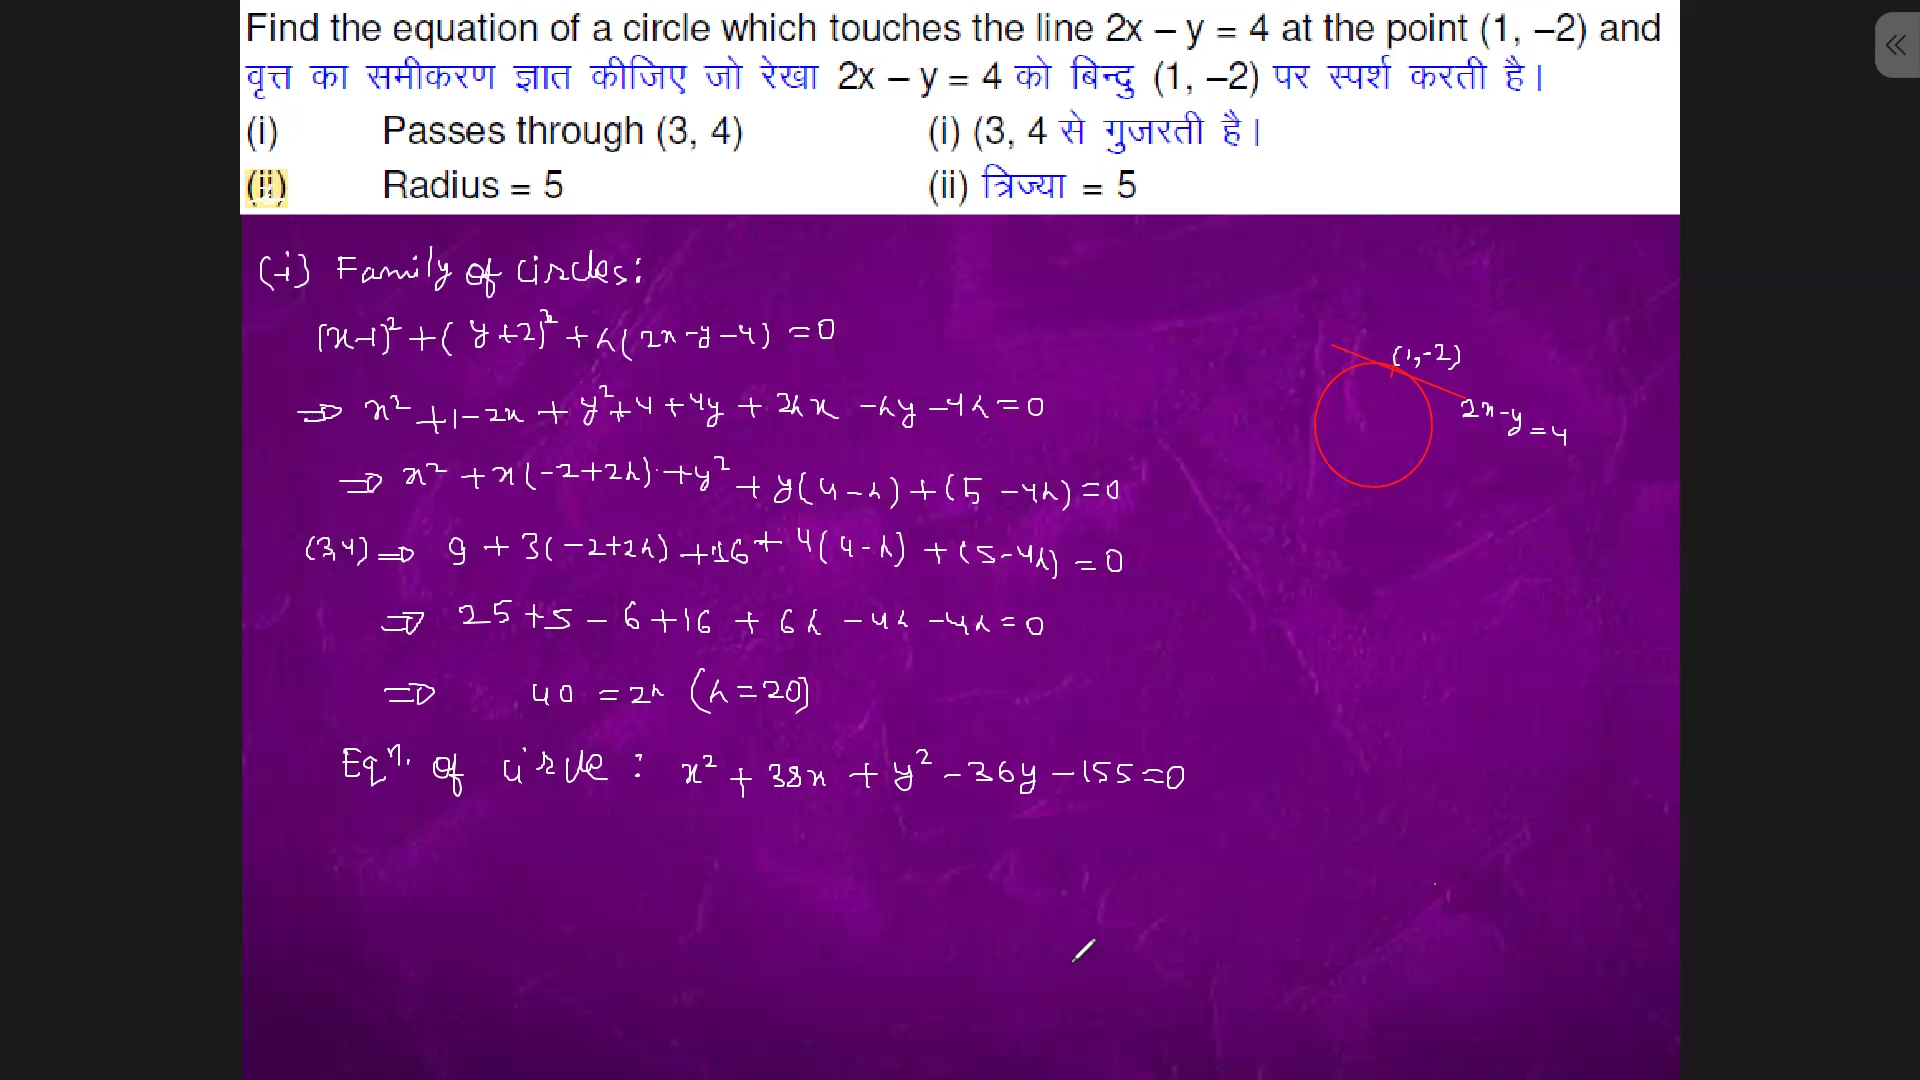 Find the equation of a circle which touches the line 2x – y = 4 at the point (1, –2) and
वृत्त का समीकरण ज्ञात कीजिए जो रेखा 2x – y = 4 को बिन्दु (1, –2) पर स्पर्श करती है।
(i) Passes through (3, 4) (i) (3, 4 से गुजरती है।
(ii) Radius = 5 (ii) त्रिज्या = 5
(i) Family of circles:
(x-1)² + (y+2)² + λ(2x-y-4) = 0
(1,-2)
2x-y=4
⇒ x² + 1 - 2x + y² + 4 + 4y + 2λx - λy - 4λ = 0
⇒ x² + x(-2+2λ) + y² + y(4-λ) + (5-4λ) = 0
(3,4) ⇒ 9 + 3(-2+2λ) + 16 + 4(4-λ) + (5-4λ) = 0
⇒ 25 + 5 - 6 + 16 + 6λ - 4λ - 4λ = 0
⇒ 40 = 2λ (λ = 20)
Eqⁿ. of circle : x² + 38x + y² - 36y - 155 = 0